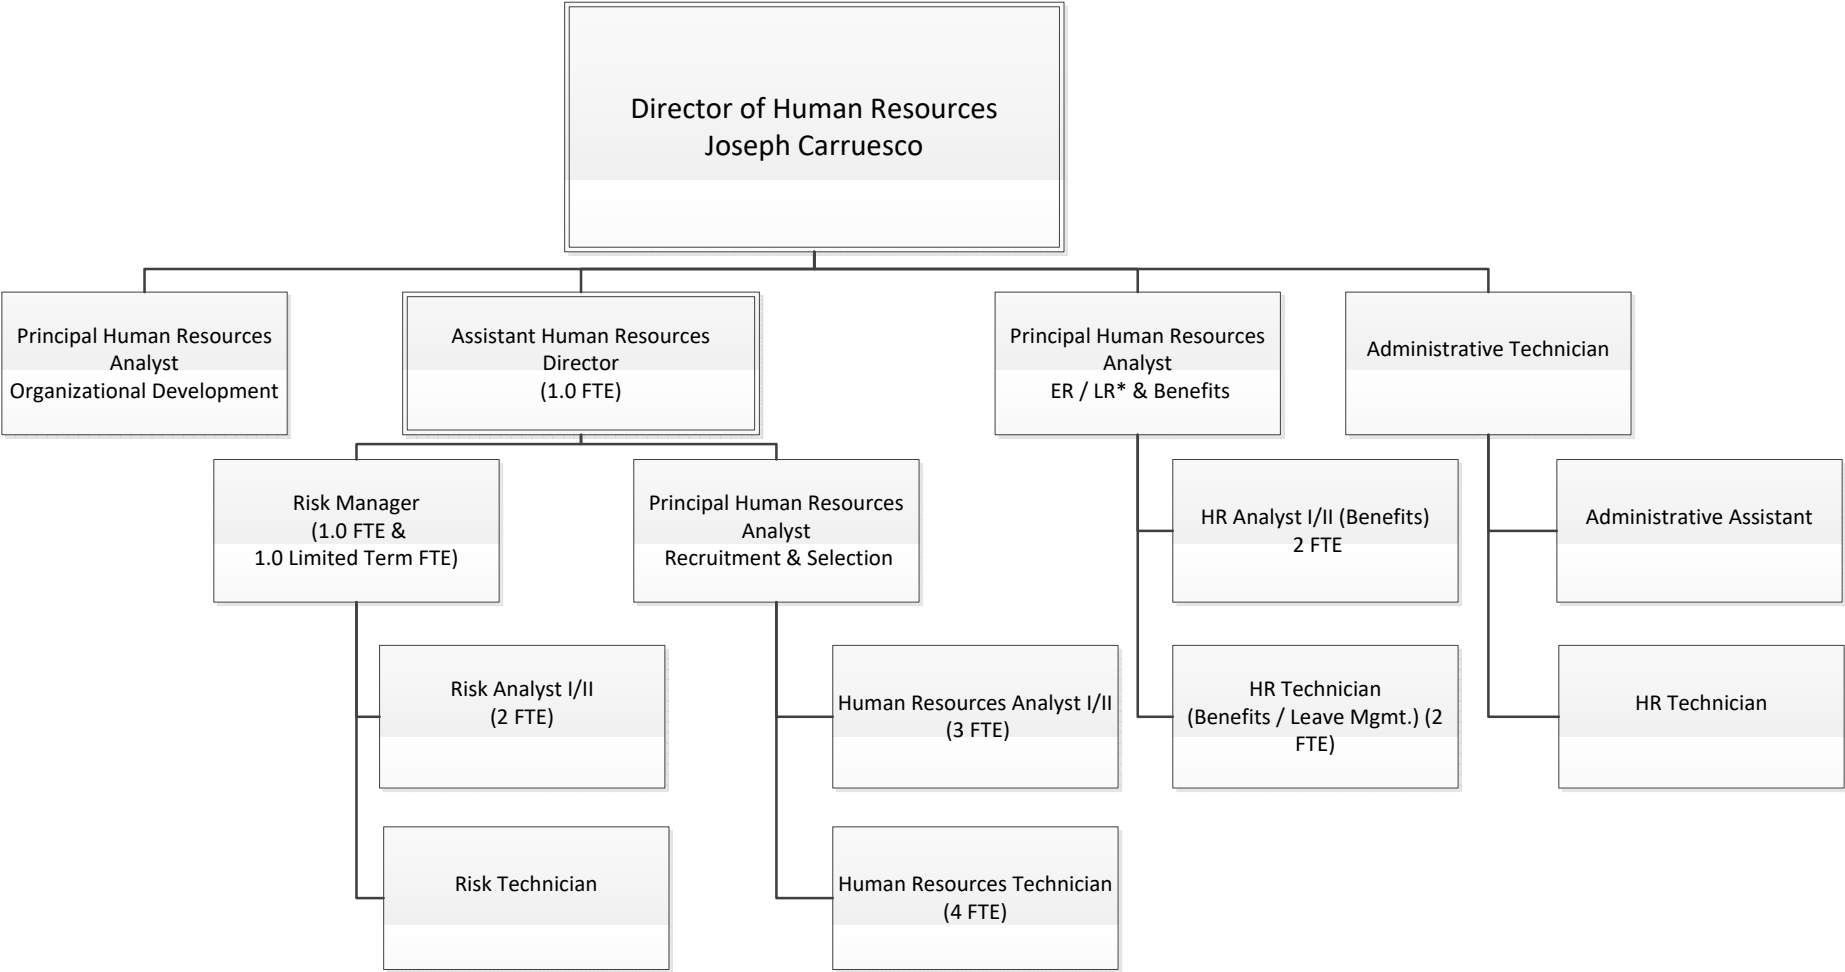 Director of Human Resources
Joseph Carruesco
Principal Human Resources
Analyst
Organizational Development
Assistant Human Resources
Director
(1.0 FTE)
Principal Human Resources
Analyst
ER / LR* & Benefits
Administrative Technician
Risk Manager
(1.0 FTE &
1.0 Limited Term FTE)
Principal Human Resources
Analyst
Recruitment & Selection
HR Analyst I/II (Benefits)
2 FTE
Administrative Assistant
Risk Analyst I/II
(2 FTE)
Human Resources Analyst I/II
(3 FTE)
HR Technician
(Benefits / Leave Mgmt.) (2
FTE)
HR Technician
Risk Technician
Human Resources Technician
(4 FTE)